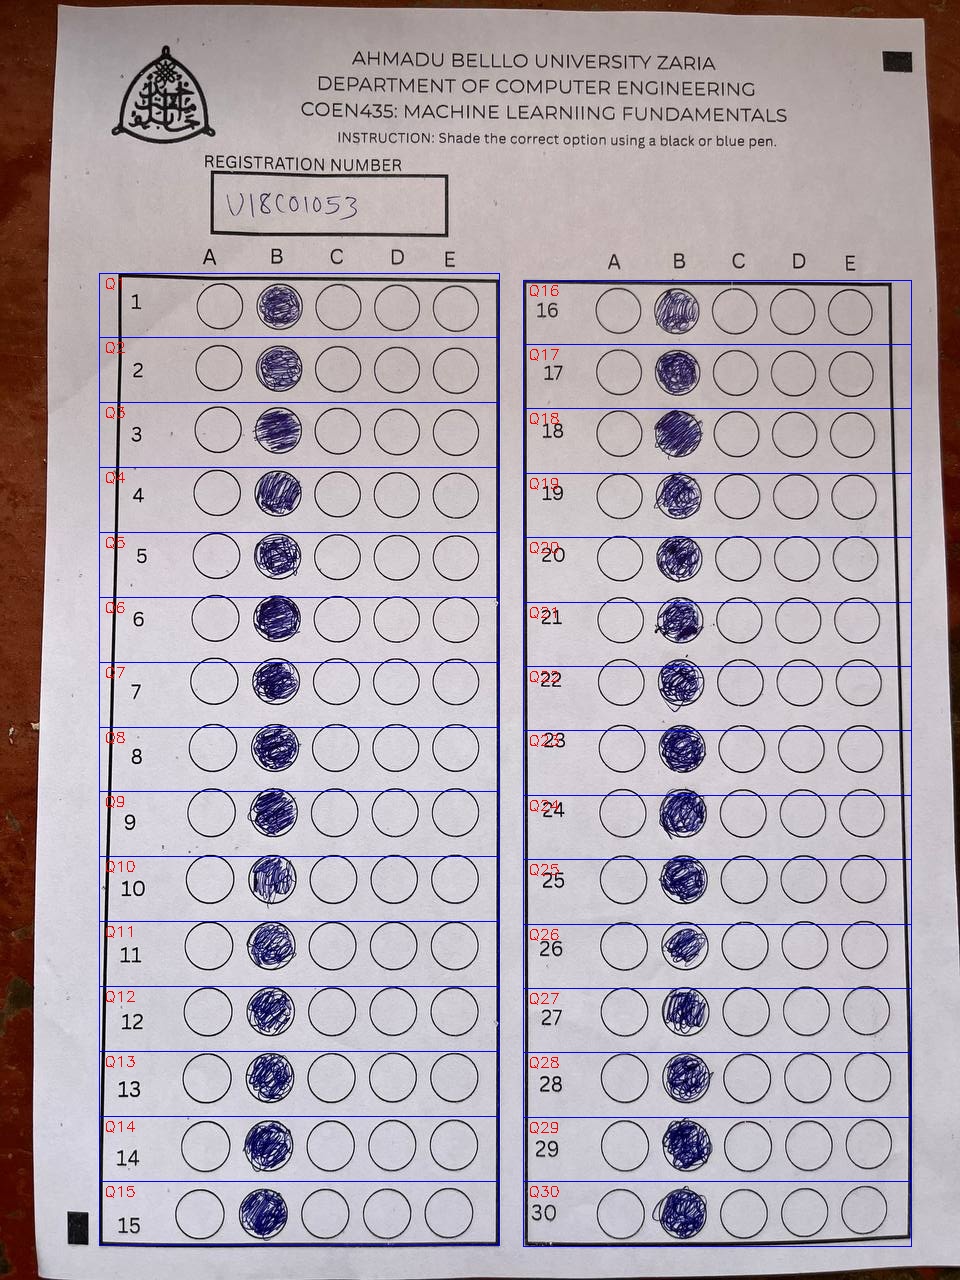 AHMADU BELLLO UNIVERSITY ZARIA
DEPARTMENT OF COMPUTER ENGINEERING
COEN435: MACHINE LEARNIING FUNDAMENTALS
INSTRUCTION: Shade the correct option using a black or blue pen.
REGISTRATION NUMBER
U18CO1053
A B C D E
Q1
1
Q2
2
Q3
3
Q4
4
Q5
5
Q6
6
Q7
7
Q8
8
Q9
9
Q10
10
Q11
11
Q12
12
Q13
13
Q14
14
Q15
15
A B C D E
Q16
16
Q17
17
Q18
18
Q19
19
Q20
20
Q21
21
Q22
22
Q23
23
Q24
24
Q25
25
Q26
26
Q27
27
Q28
28
Q29
29
Q30
30